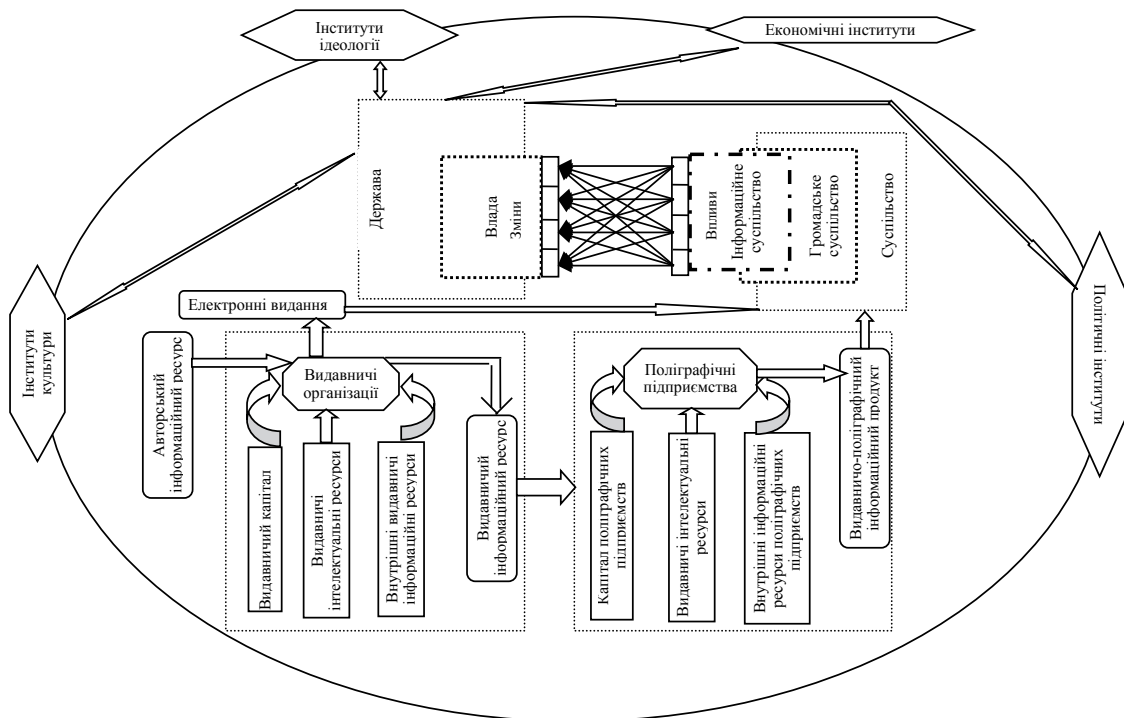 Інститути
ідеології
Економічні інститути
Держава
Влада
Зміни
Впливи
Інформаційне
суспільство
Громадське
суспільство
Суспільство
Інститути
культури
Політичні інститути
Електронні видання
Авторський
інформаційний ресурс
Видавничі
організації
Видавничий капітал
Видавничі
інтелектуальні ресурси
Внутрішні видавничі
інформаційні ресурси
Видавничий
інформаційний ресурс
Поліграфічні
підприємства
Капітал поліграфічних
підприємств
Видавничі інтелектуальні
ресурси
Внутрішні інформаційні
ресурси поліграфічних
підприємств
Видавничо-поліграфічний
інформаційний продукт